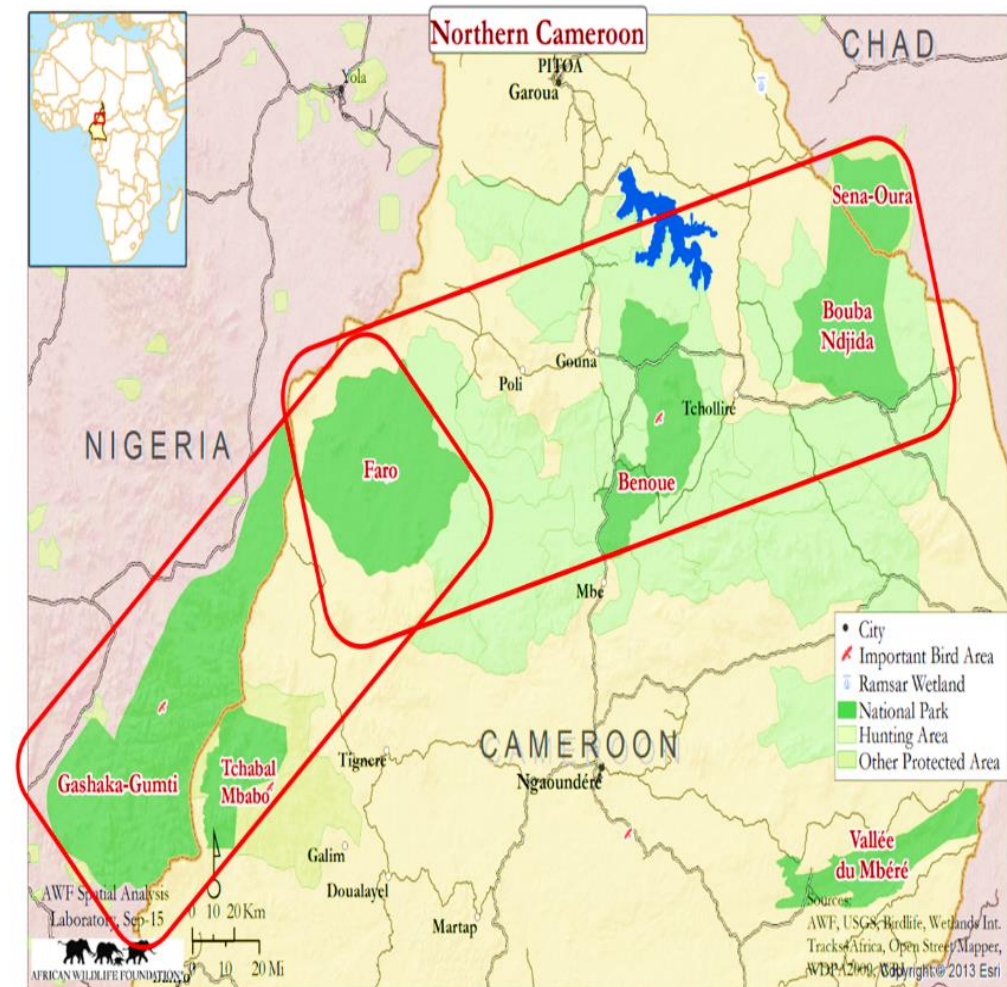 Northern Cameroon
CHAD
PITOA
Garoua
Yola
Sena-Oura
Bouba
Ndjida
Gouna
Poli
Tcholliré
NIGERIA
Faro
Benoue
Mbe
City
Important Bird Area
Ramsar Wetland
National Park
Hunting Area
Other Protected Area
CAMEROON
Tignere
Ngaoundéré
Gashaka-Gumti
Tchabal
Mbabo
Vallée
du Mbéré
Galim
Doualayel
Martap
AWF Spatial Analysis
Laboratory, Sep-15
0 10 20 Km
0 10 20 Mi
AFRICAN WILDLIFE FOUNDATION®
Sources:
AWF, USGS, Birdlife, Wetlands Int.
Tracks4Africa, Open Street Mapper,
WDPA2009, Copyright:© 2013 Esri